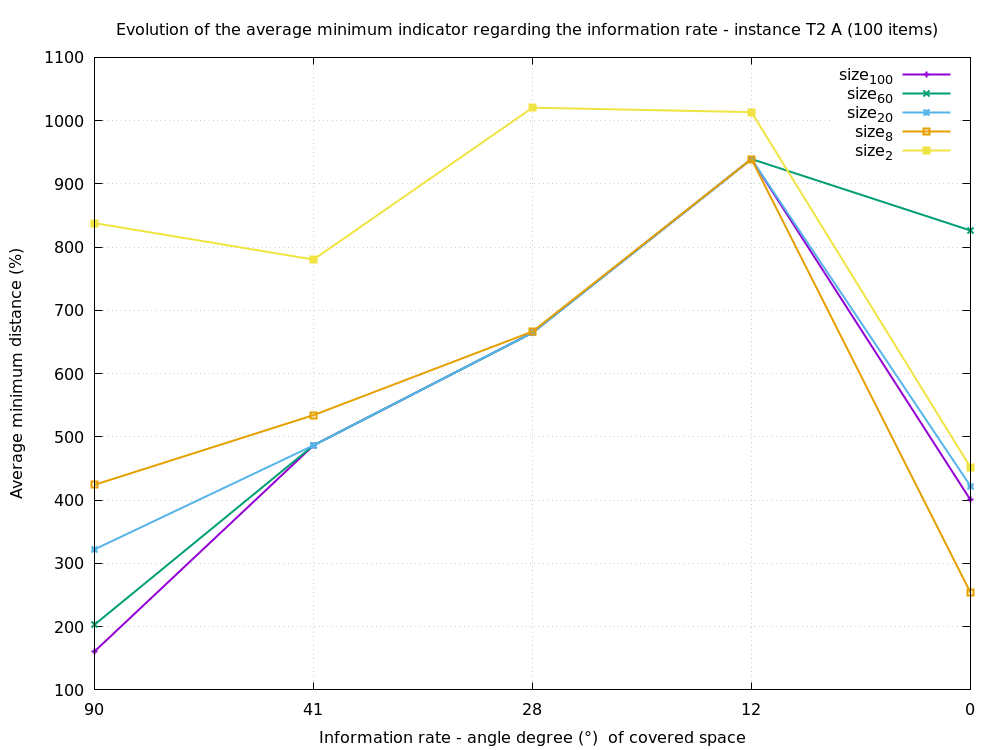 Evolution of the average minimum indicator regarding the information rate - instance T2 A (100 items)
1100
1000
900
800
700
600
500
400
300
200
100
size100
size60
size20
size8
size2
Average minimum distance (%)
90 41 28 12 0
Information rate - angle degree (°)  of covered space